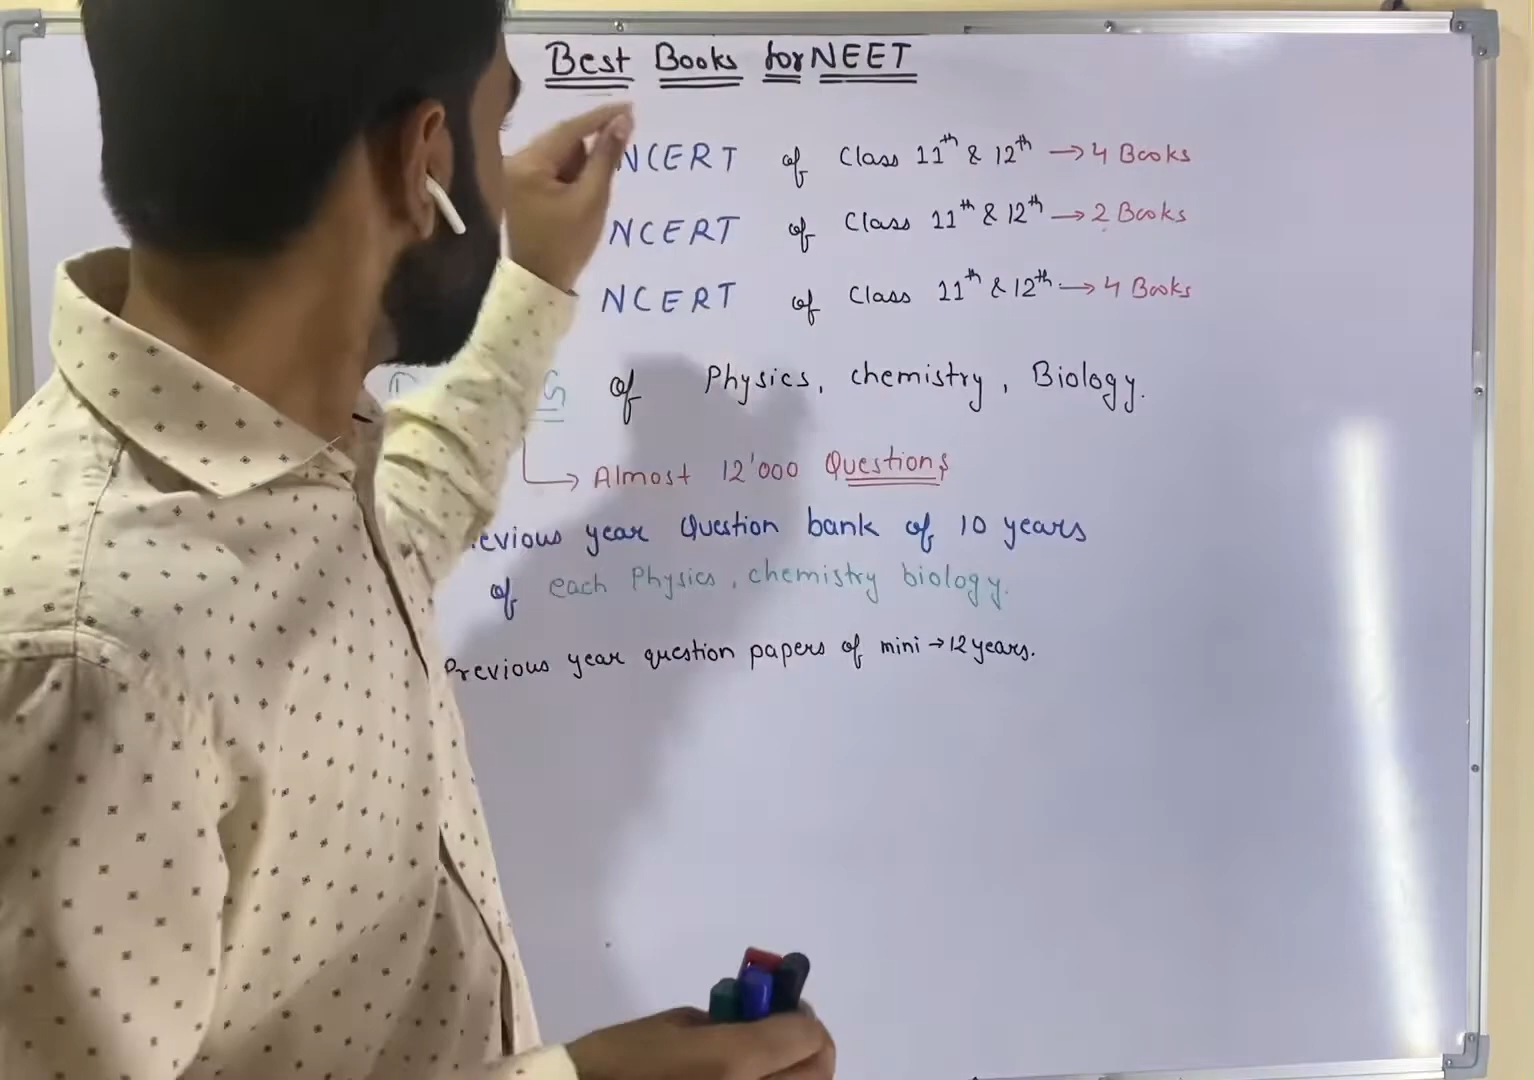 Best Books for NEET
NCERT of Class 11th & 12th → 4 Books
NCERT of Class 11th & 12th → 2 Books
NCERT of Class 11th & 12th → 4 Books
of Physics, chemistry, Biology.
→ Almost 12'000 Questions
evious year Question bank of 10 years
of each Physics, chemistry biology.
Previous year question papers of mini → 12 years.